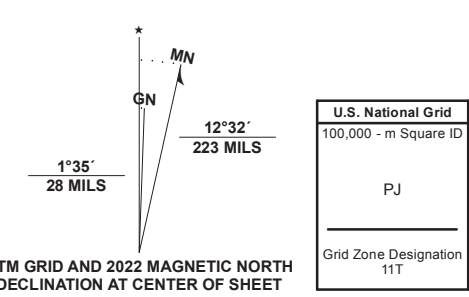 ★
MN
GN
12°32´
223 MILS
1°35´
28 MILS
TM GRID AND 2022 MAGNETIC NORTH
DECLINATION AT CENTER OF SHEET
U.S. National Grid
100,000 - m Square ID
PJ
Grid Zone Designation
11T